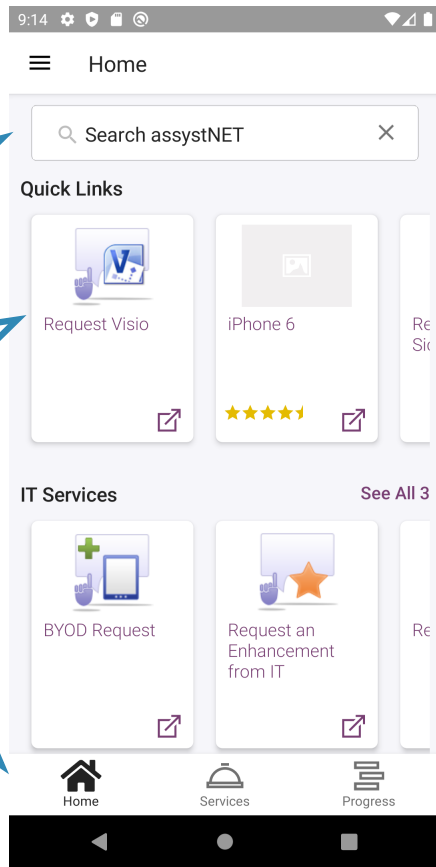 9:14
Home
Search assystNET
Quick Links
V
Request Visio
iPhone 6
Re
Sic
IT Services
See All 3
BYOD Request
Request an
Enhancement
from IT
Re
Home
Services
Progress